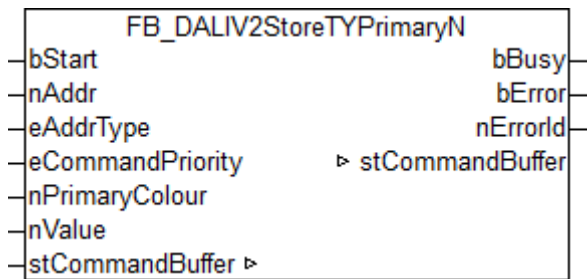 FB_DALIV2StoreTYPrimaryN
bStart bBusy
nAddr bError
eAddrType nErrorId
eCommandPriority ▹ stCommandBuffer
nPrimaryColour
nValue
stCommandBuffer ▹